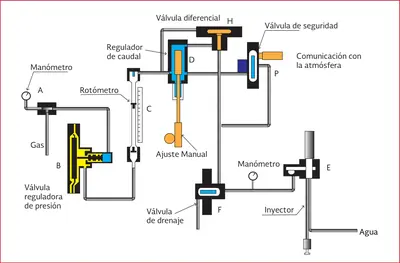 Válvula diferencial
H
Válvula de seguridad
Regulador
de caudal
D
Comunicación con
la atmósfera
P
Manómetro
A
Rotómetro
C
Gas
B
Ajuste Manual
Válvula
reguladora
de presión
Manómetro
E
Válvula
de drenaje
F
Inyector
Agua